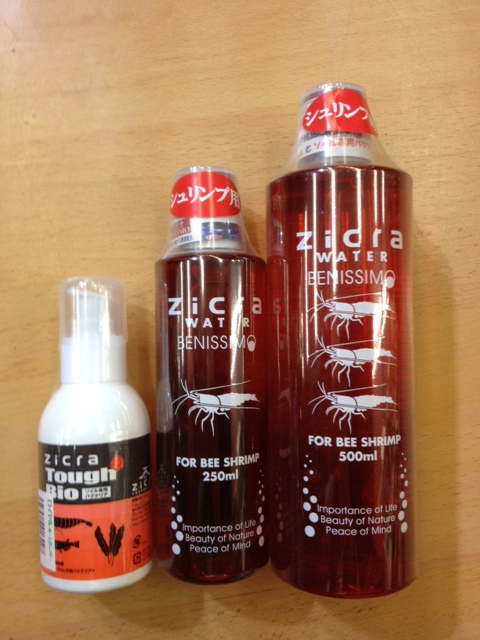 zicra
Tough
Bio
シュリンプ用
zicra
WATER
BENISSIMO
FOR BEE SHRIMP
250ml
Importance of Life
Beauty of Nature
Peace of Mind
シュリンプ
zicra
WATER
BENISSIMO
FOR BEE SHRIMP
500ml
Importance of Life
Beauty of Nature
Peace of Mind